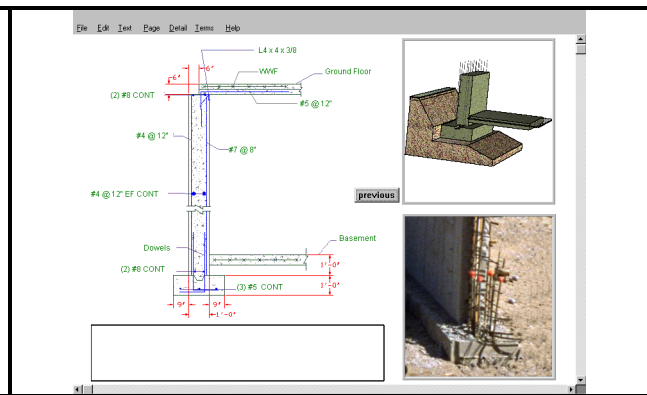 File Edit Text Page Detail Terms Help
L4 x 4 x 3/8
6"
6"
WWF
Ground Floor
(2) #8 CONT
#5 @ 12"
#4 @ 12"
#7 @ 8"
#4 @ 12" EF CONT
previous
Basement
Dowels
1'-0"
(2) #8 CONT
1'-0"
(3) #5 CONT
9" 9"
1'-0"